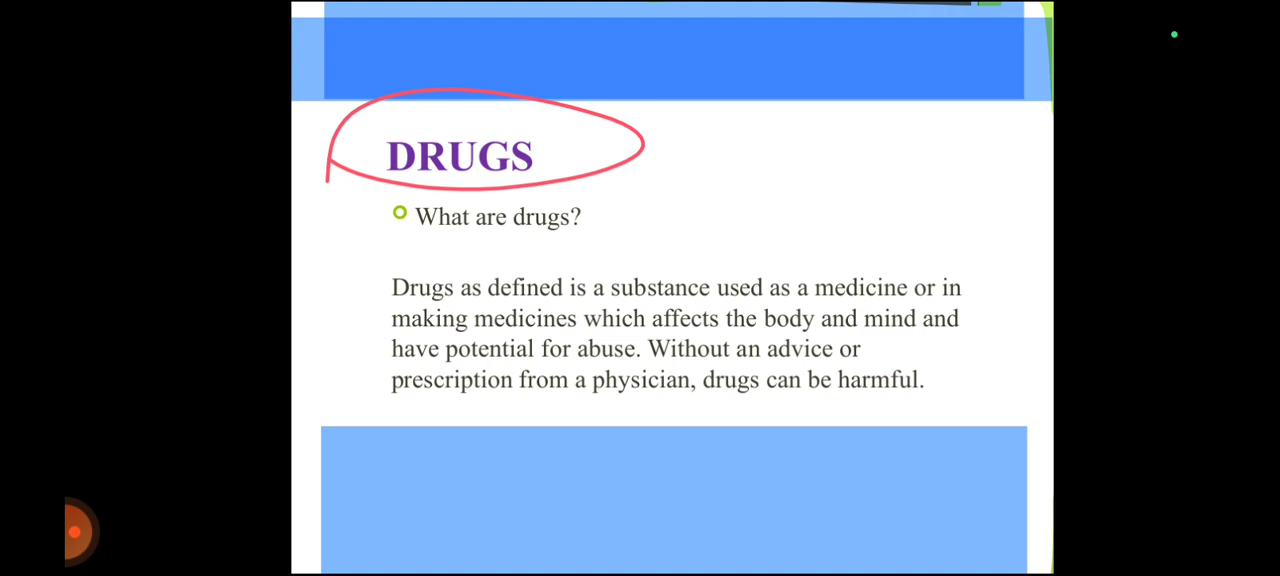 DRUGS
What are drugs?
Drugs as defined is a substance used as a medicine or in
making medicines which affects the body and mind and
have potential for abuse. Without an advice or
prescription from a physician, drugs can be harmful.